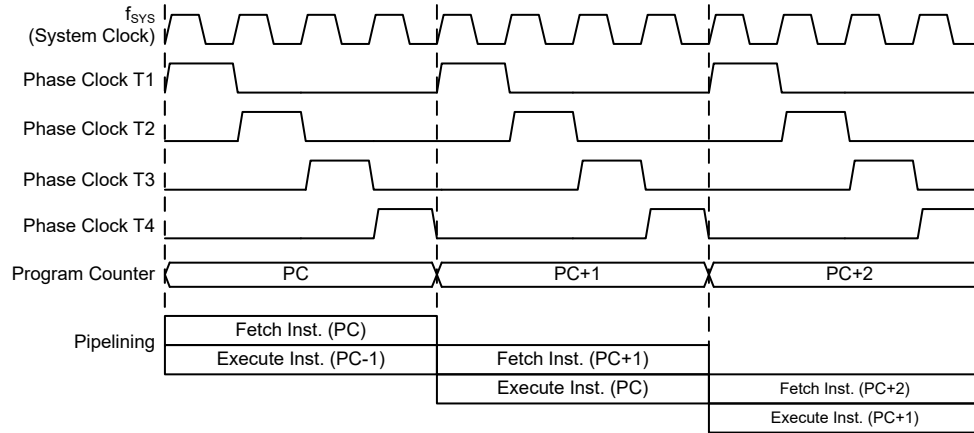 fSYS
(System Clock)
Phase Clock T1
Phase Clock T2
Phase Clock T3
Phase Clock T4
Program Counter PC PC+1 PC+2
Pipelining
Fetch Inst. (PC)
Execute Inst. (PC-1) Fetch Inst. (PC+1)
Execute Inst. (PC) Fetch Inst. (PC+2)
Execute Inst. (PC+1)